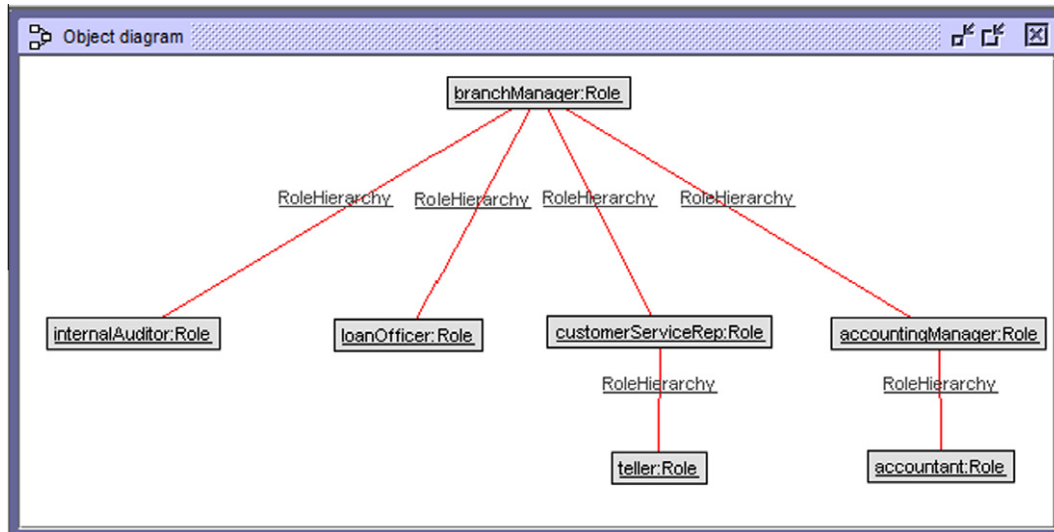 Object diagram
branchManager:Role
RoleHierarchy RoleHierarchy RoleHierarchy RoleHierarchy
internalAuditor:Role loanOfficer:Role customerServiceRep:Role accountingManager:Role
RoleHierarchy RoleHierarchy
teller:Role accountant:Role